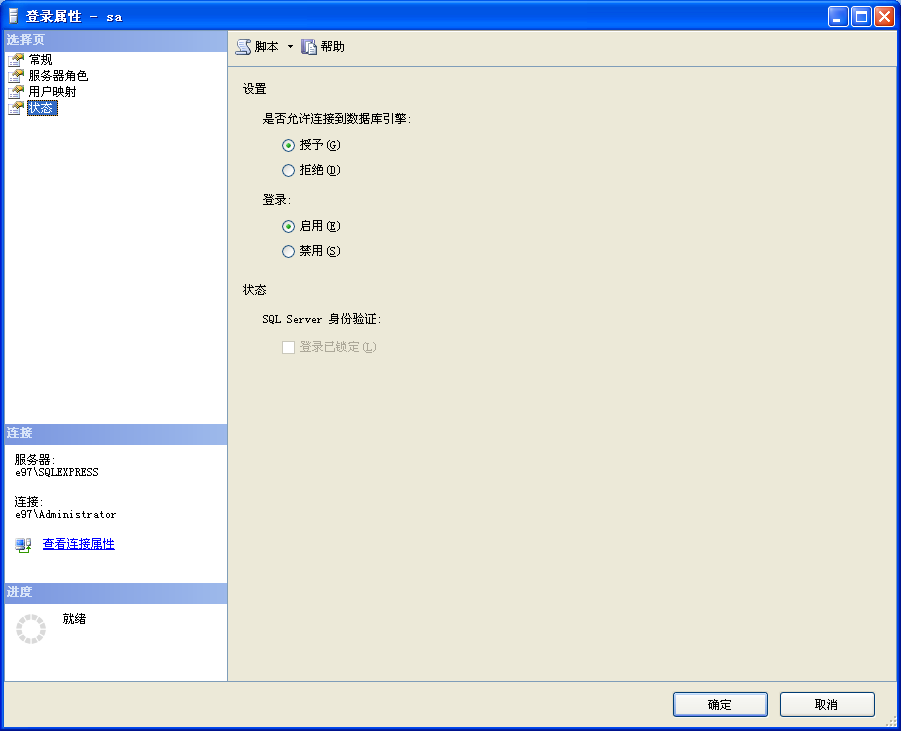 登录属性 - sa
选择页
常规
服务器角色
用户映射
状态
连接
服务器:
e97\SQLEXPRESS
连接:
e97\Administrator
查看连接属性
进度
就绪
脚本
帮助
设置
是否允许连接到数据库引擎:
授予(G)
拒绝(D)
登录:
启用(E)
禁用(S)
状态
SQL Server 身份验证:
登录已锁定(L)
确定
取消